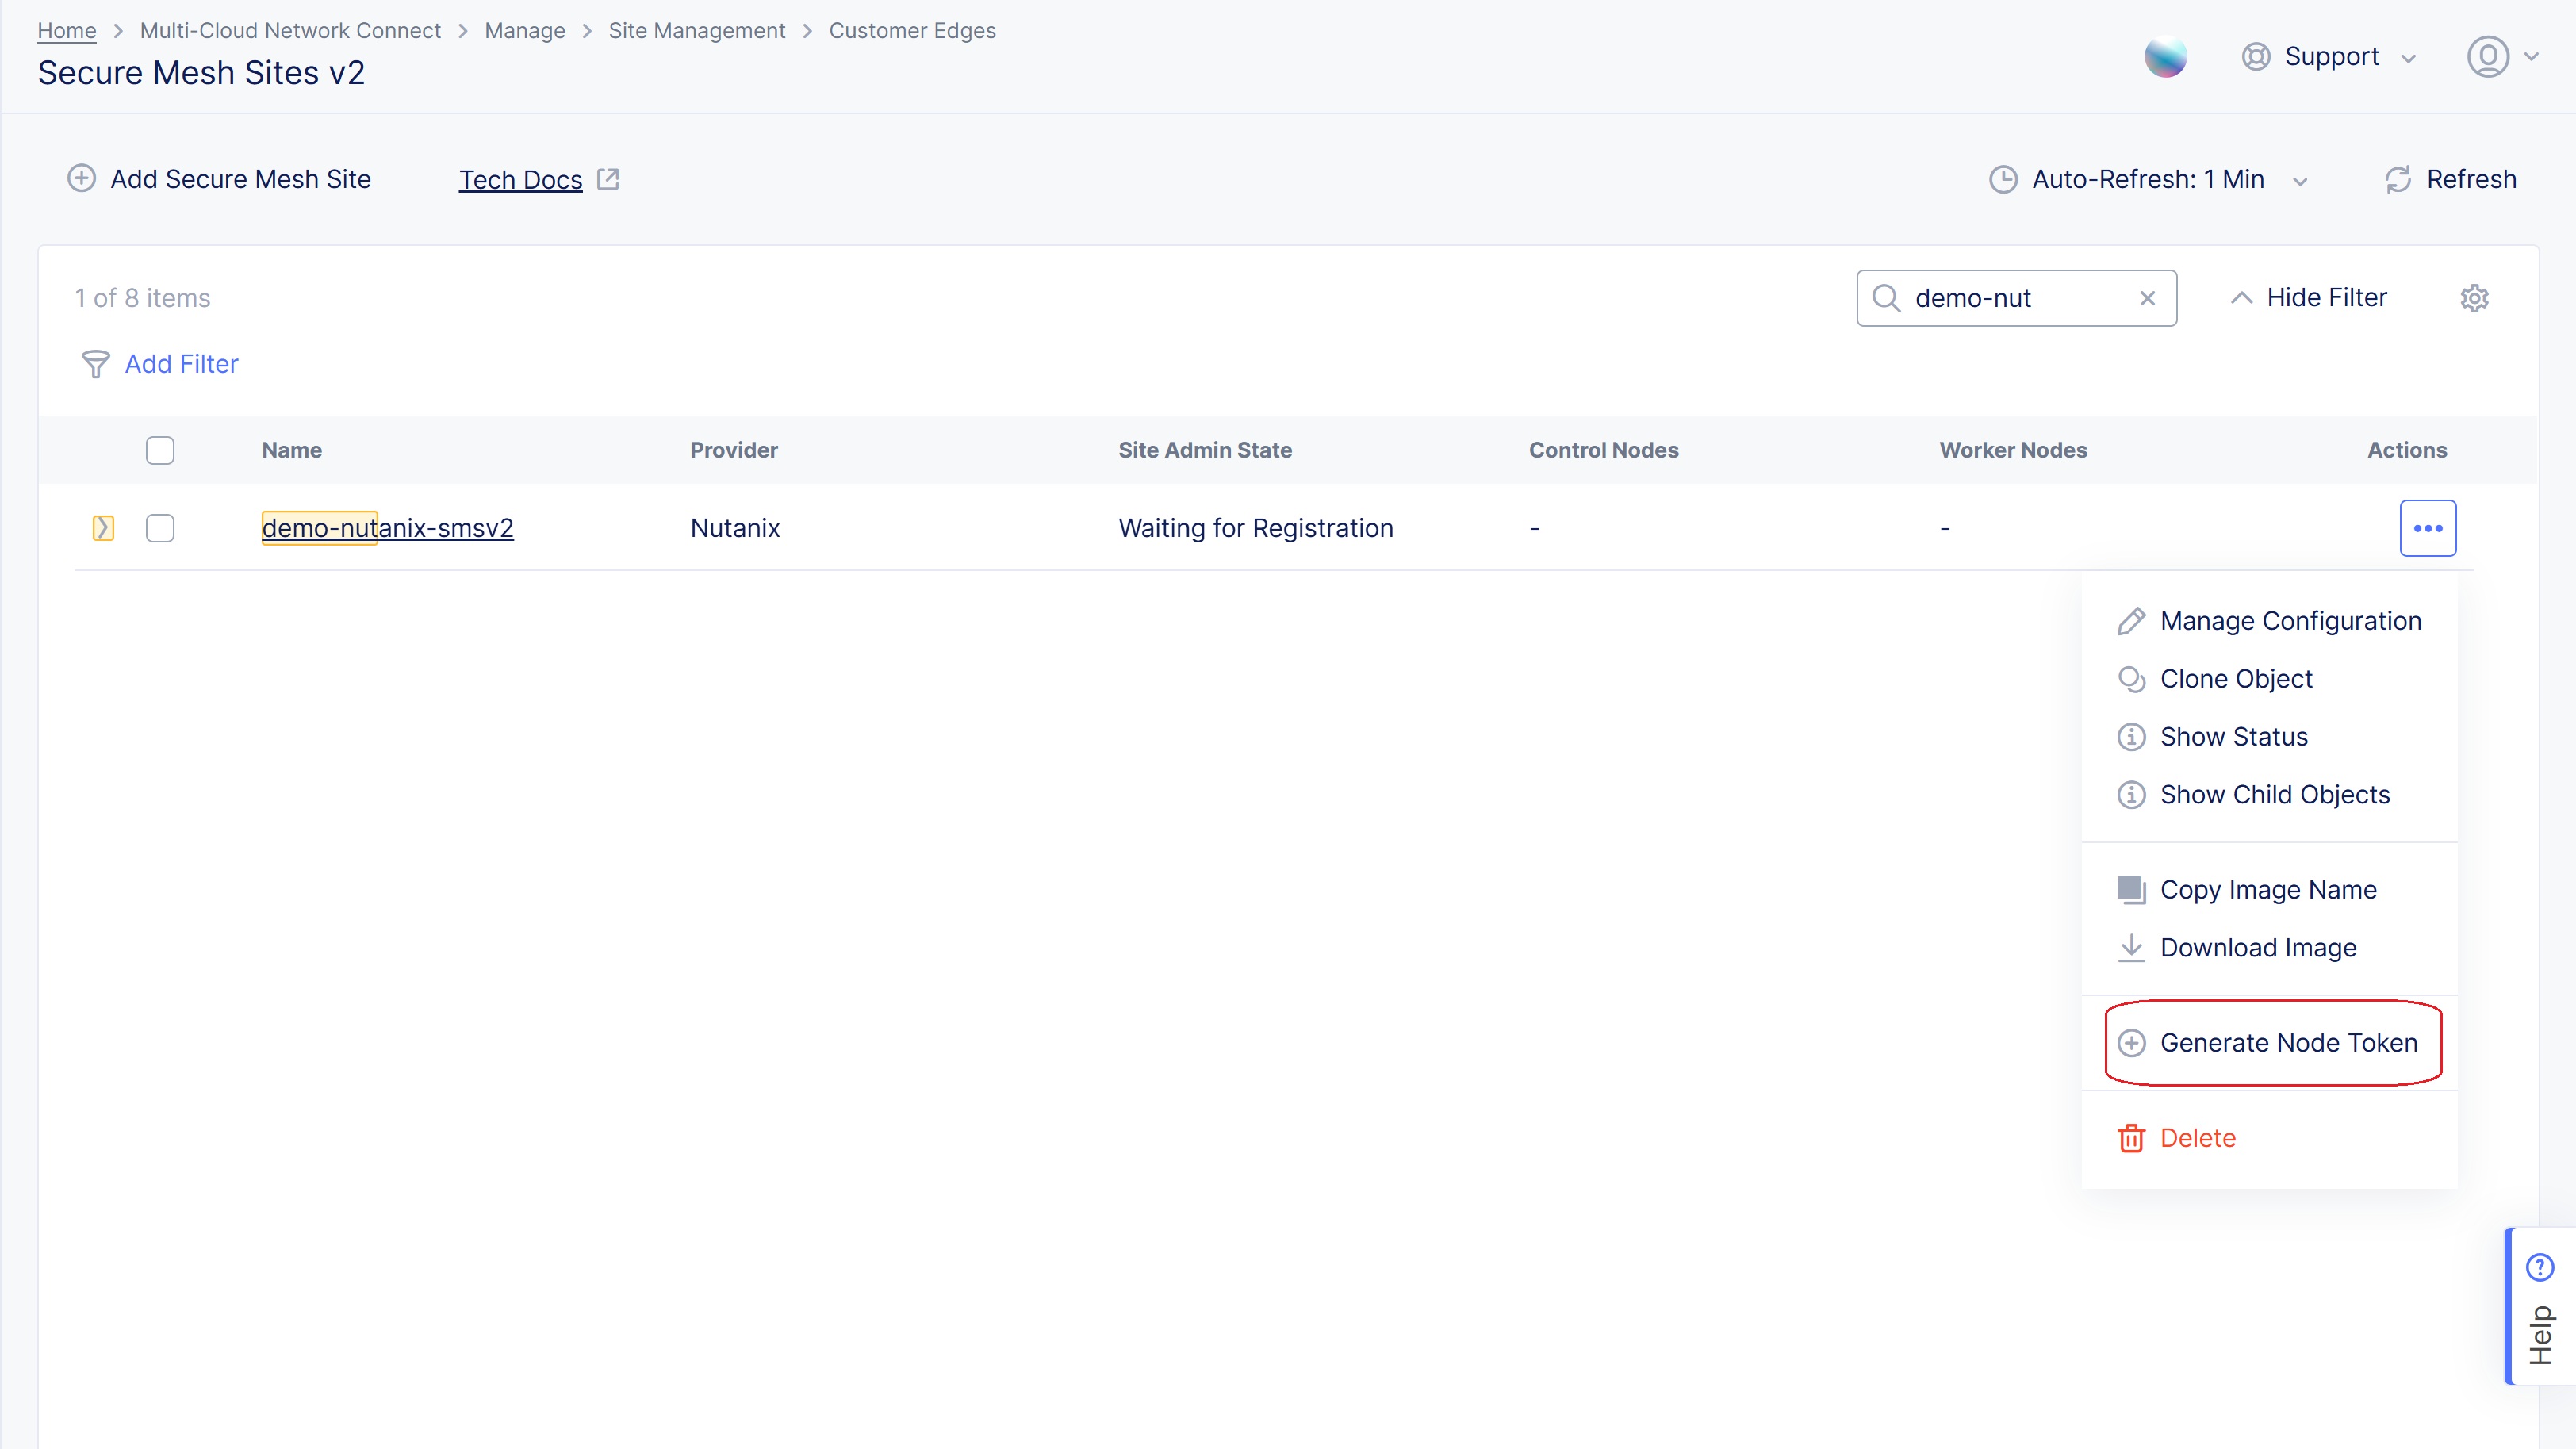 Home > Multi-Cloud Network Connect > Manage > Site Management > Customer Edges
Secure Mesh Sites v2
Support
Add Secure Mesh Site
Tech Docs
Auto-Refresh: 1 Min
Refresh
1 of 8 items
demo-nut
Hide Filter
Add Filter
Name Provider Site Admin State Control Nodes Worker Nodes Actions
demo-nutanix-smsv2 Nutanix Waiting for Registration - -
Manage Configuration
Clone Object
Show Status
Show Child Objects
Copy Image Name
Download Image
Generate Node Token
Delete
Help